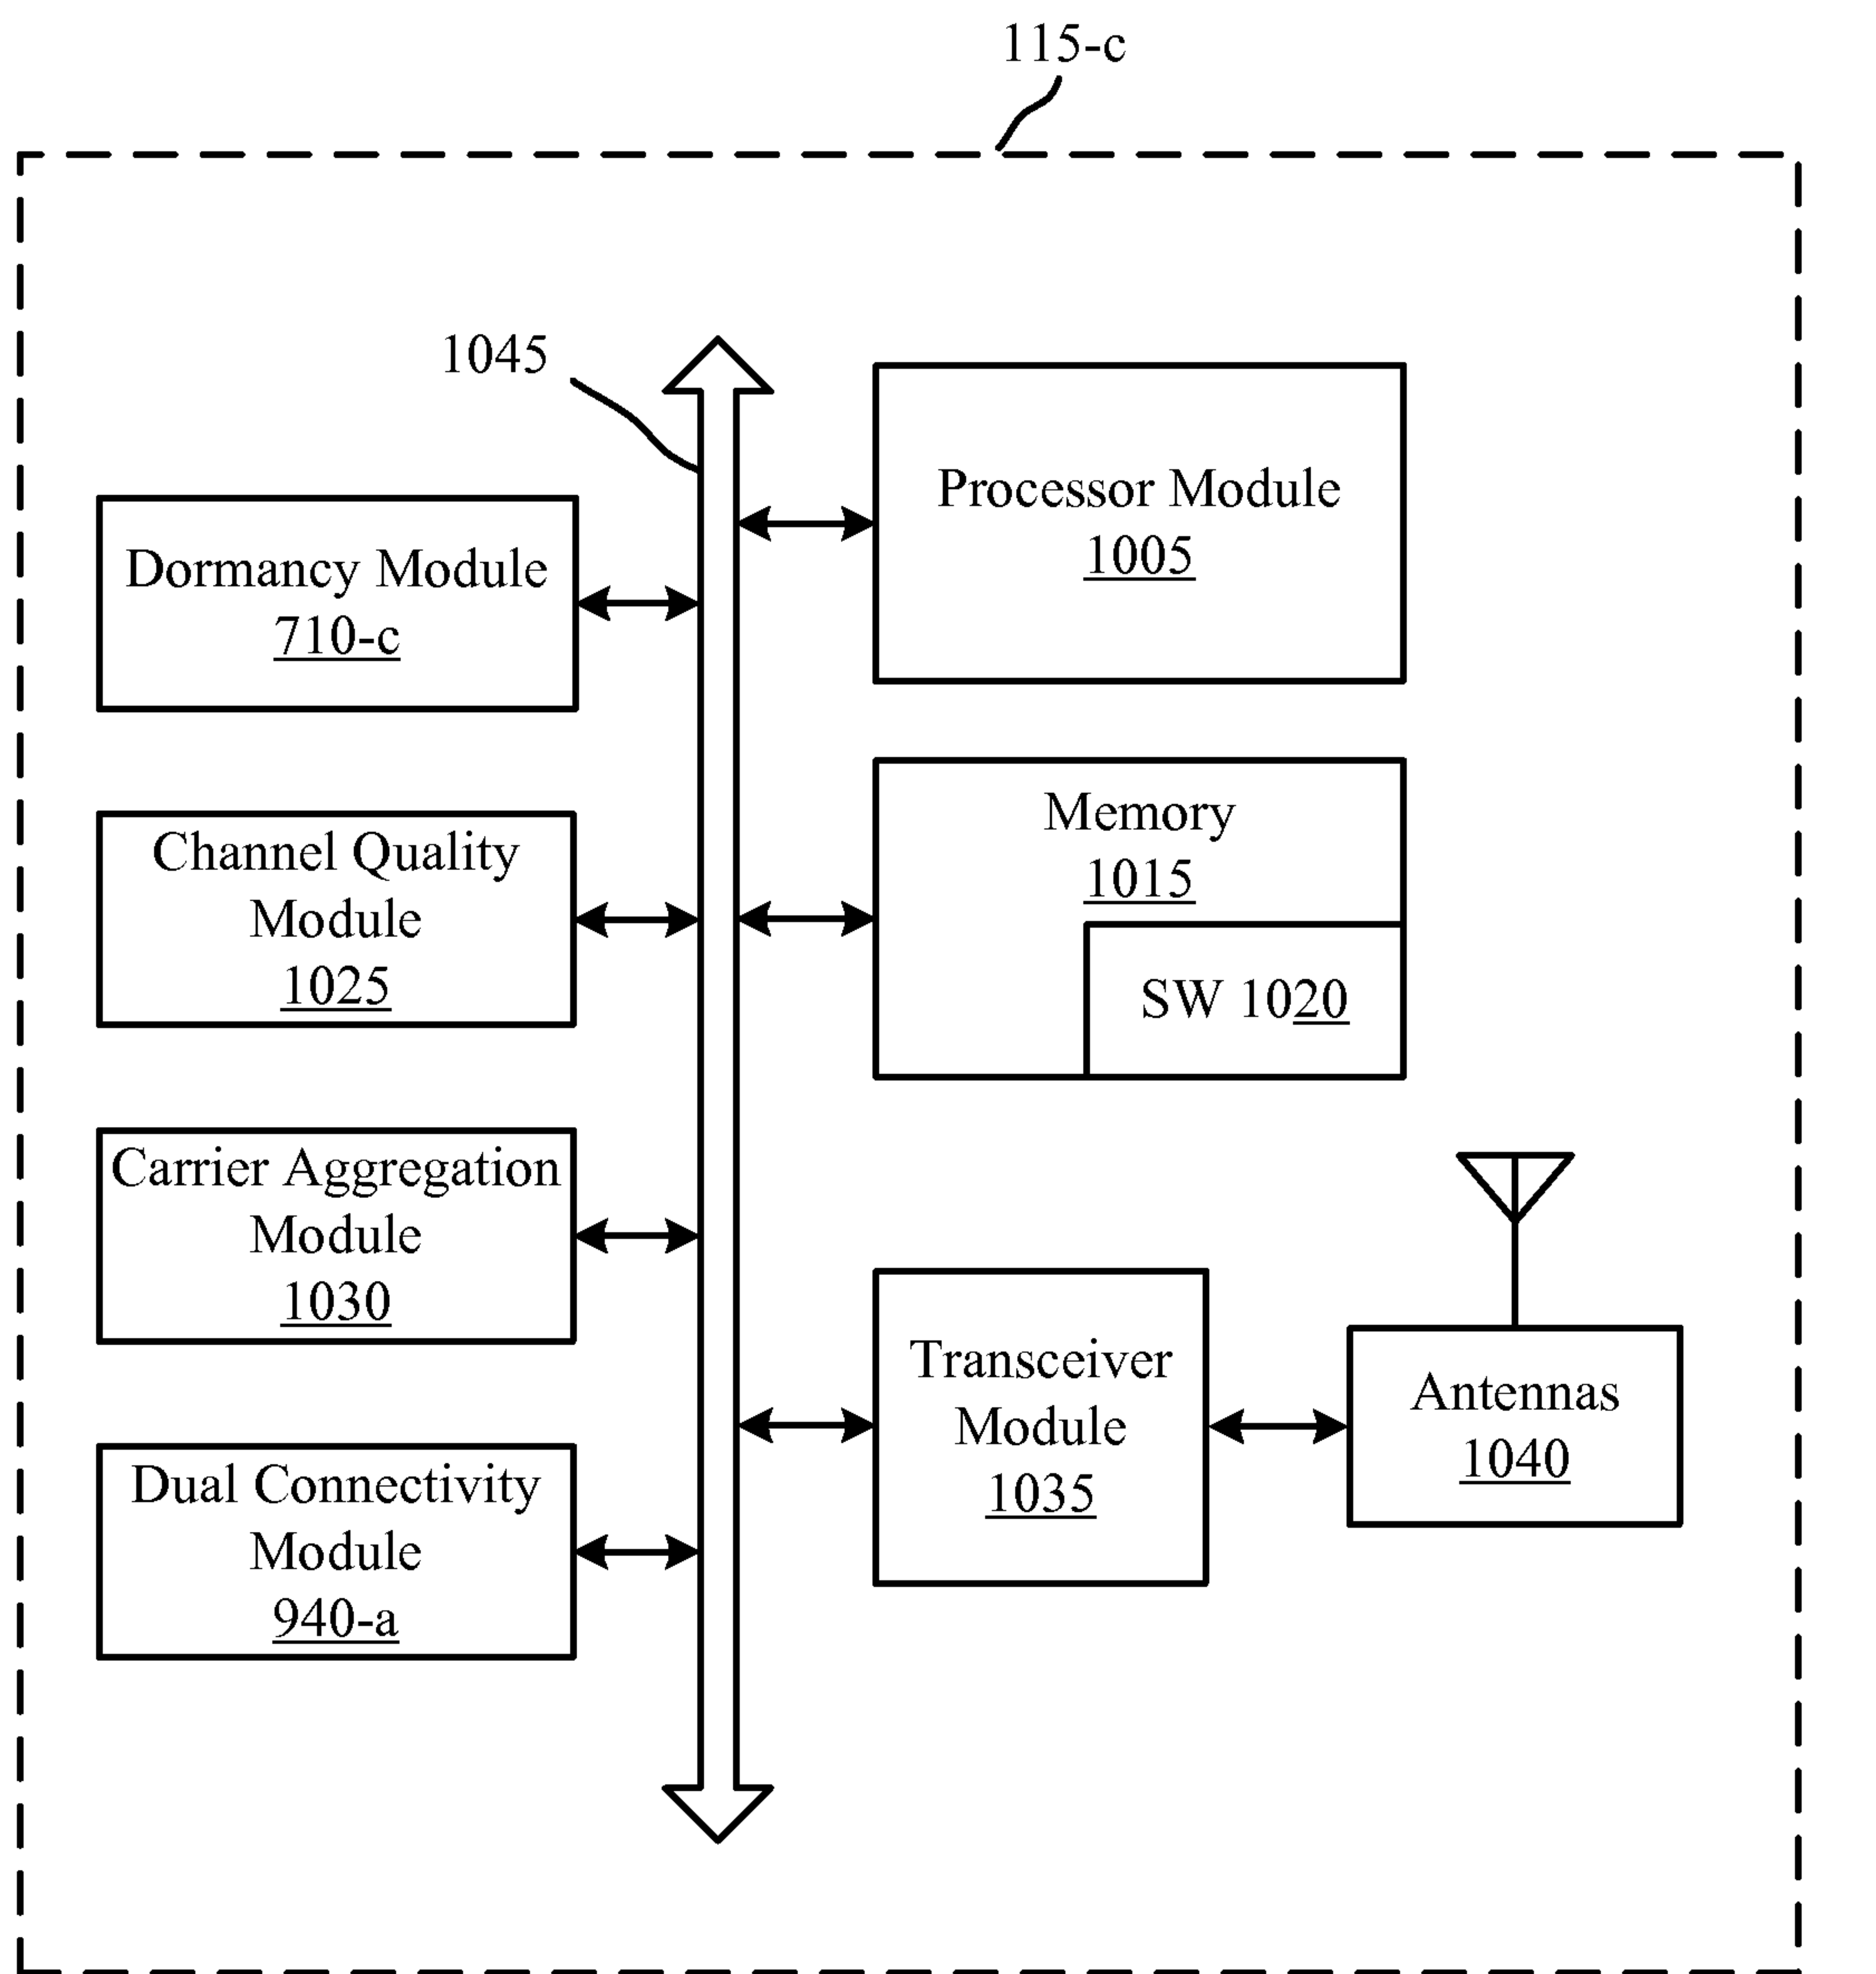 115-c
1045
Processor Module
1005
Dormancy Module
710-c
Memory
1015
SW 1020
Channel Quality
Module
1025
Carrier Aggregation
Module
1030
Transceiver
Module
1035
Antennas
1040
Dual Connectivity
Module
940-a